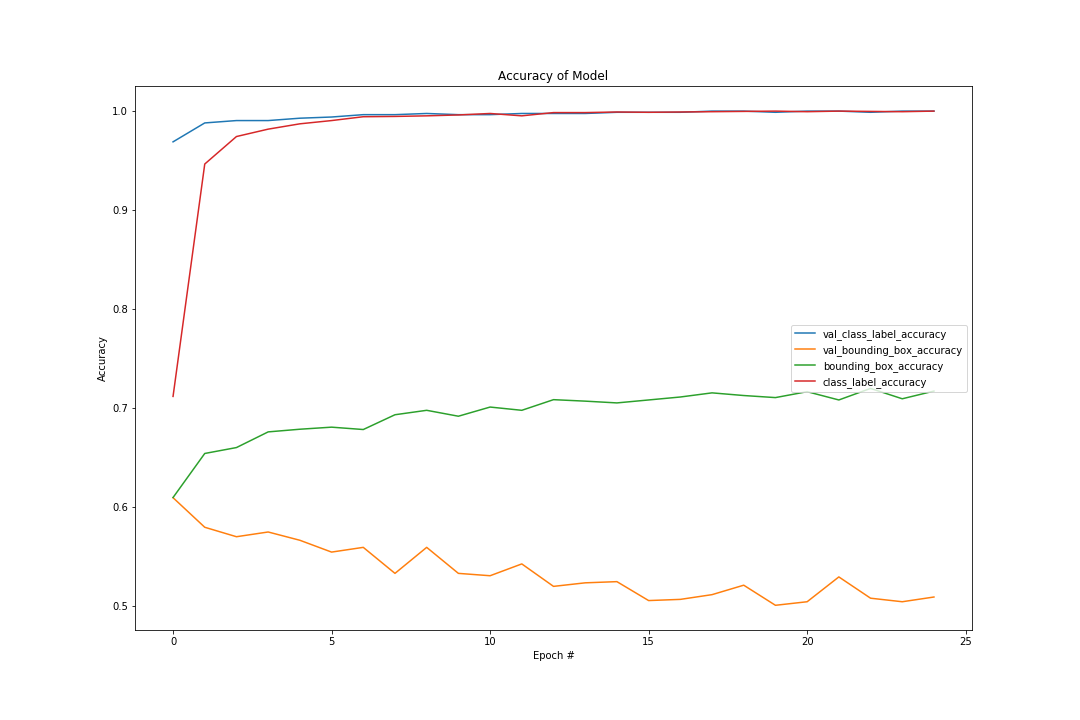 Accuracy of Model
1.0
0.9
0.8
0.7
0.6
0.5
Accuracy
val_class_label_accuracy
val_bounding_box_accuracy
bounding_box_accuracy
class_label_accuracy
0 5 10 15 20 25
Epoch #